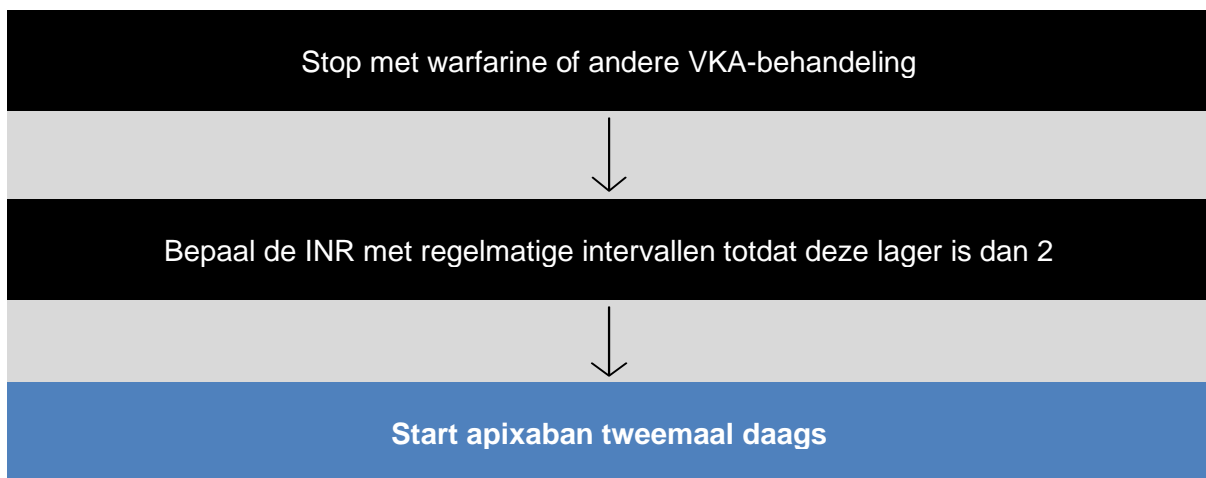 Stop met warfarine of andere VKA-behandeling
Bepaal de INR met regelmatige intervallen totdat deze lager is dan 2
Start apixaban tweemaal daags